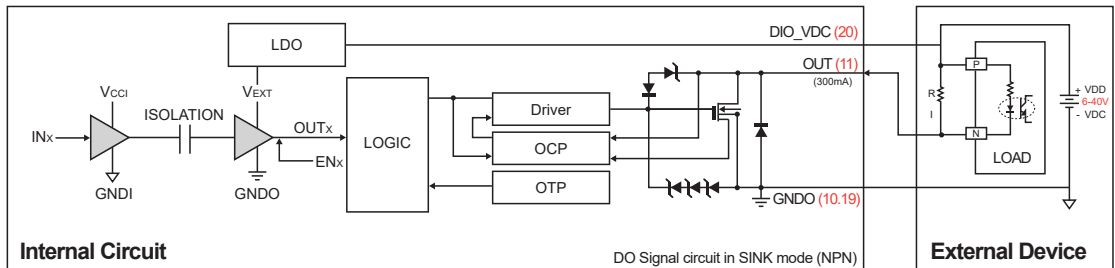 DIO_VDC (20)
LDO
OUT (11)
(300mA)
VCCI
VEXT
ISOLATION
INX
OUTX
ENX
GNDI
GNDO
LOGIC
Driver
OCP
OTP
GNDO (10.19)
P
R
I
N
LOAD
+ VDD
6-40V
- VDC
Internal Circuit
DO Signal circuit in SINK mode (NPN)
External Device